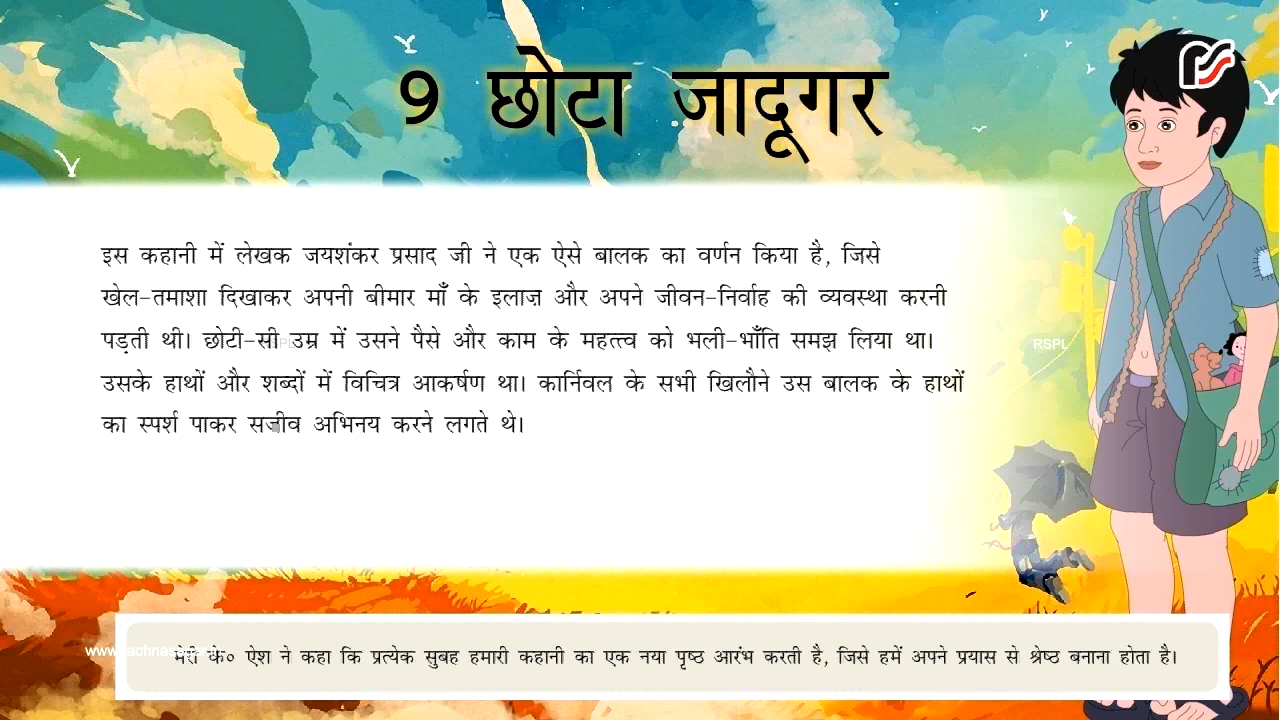 9 छोटा जादूगर
इस कहानी में लेखक जयशंकर प्रसाद जी ने एक ऐसे बालक का वर्णन किया है, जिसे
खेल-तमाशा दिखाकर अपनी बीमार माँ के इलाज़ और अपने जीवन-निर्वाह की व्यवस्था करनी
पड़ती थी। छोटी-सी उम्र में उसने पैसे और काम के महत्त्व को भली-भाँति समझ लिया था।
RSPL
उसके हाथों और शब्दों में विचित्र आकर्षण था। कार्निवल के सभी खिलौने उस बालक के हाथों
का स्पर्श पाकर सजीव अभिनय करने लगते थे।
www.rachnasagar.in
मेरी के॰ ऐश ने कहा कि प्रत्येक सुबह हमारी कहानी का एक नया पृष्ठ आरंभ करती है, जिसे हमें अपने प्रयास से श्रेष्ठ बनाना होता है।